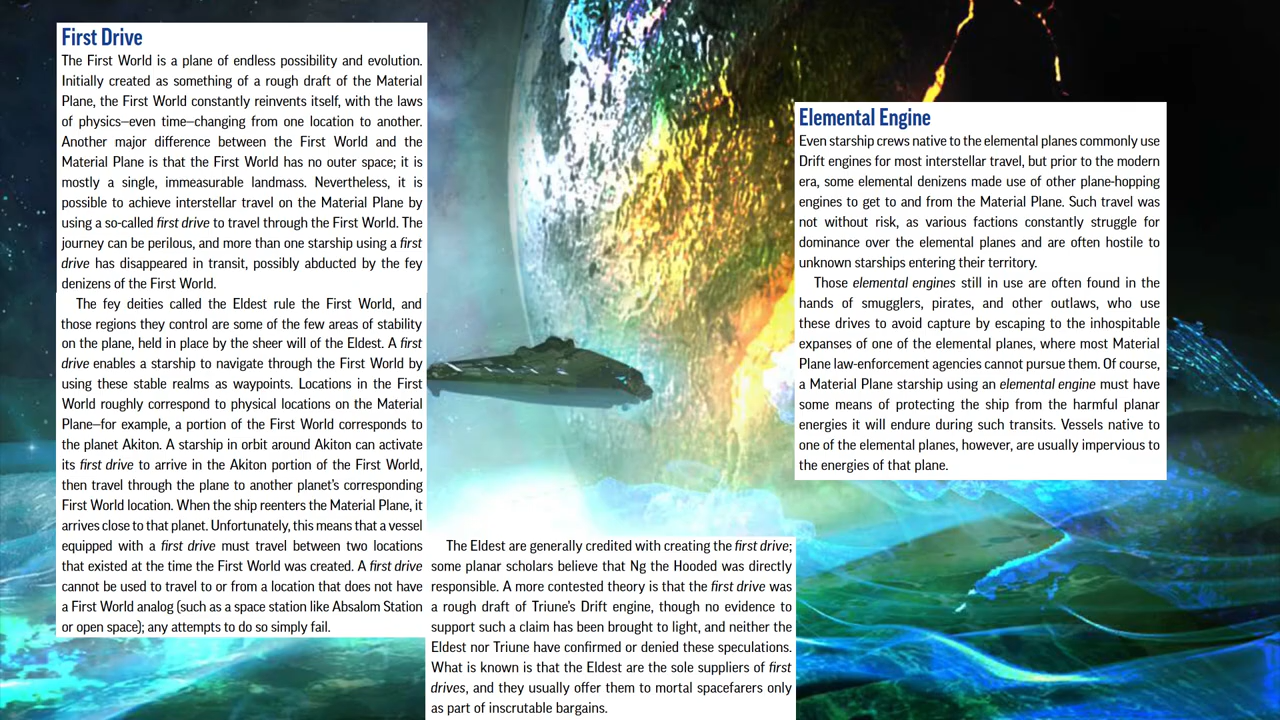 First Drive
The First World is a plane of endless possibility and evolution.
Initially created as something of a rough draft of the Material
Plane, the First World constantly reinvents itself, with the laws
of physics—even time—changing from one location to another.
Another major difference between the First World and the
Material Plane is that the First World has no outer space; it is
mostly a single, immeasurable landmass. Nevertheless, it is
possible to achieve interstellar travel on the Material Plane by
using a so-called first drive to travel through the First World. The
journey can be perilous, and more than one starship using a first
drive has disappeared in transit, possibly abducted by the fey
denizens of the First World.
The fey deities called the Eldest rule the First World, and
those regions they control are some of the few areas of stability
on the plane, held in place by the sheer will of the Eldest. A first
drive enables a starship to navigate through the First World by
using these stable realms as waypoints. Locations in the First
World roughly correspond to physical locations on the Material
Plane—for example, a portion of the First World corresponds to
the planet Akiton. A starship in orbit around Akiton can activate
its first drive to arrive in the Akiton portion of the First World,
then travel through the plane to another planet's corresponding
First World location. When the ship reenters the Material Plane, it
arrives close to that planet. Unfortunately, this means that a vessel
equipped with a first drive must travel between two locations
that existed at the time the First World was created. A first drive
cannot be used to travel to or from a location that does not have
a First World analog (such as a space station like Absalom Station
or open space); any attempts to do so simply fail.
The Eldest are generally credited with creating the first drive;
some planar scholars believe that Ng the Hooded was directly
responsible. A more contested theory is that the first drive was
a rough draft of Triune's Drift engine, though no evidence to
support such a claim has been brought to light, and neither the
Eldest nor Triune have confirmed or denied these speculations.
What is known is that the Eldest are the sole suppliers of first
drives, and they usually offer them to mortal spacefarers only
as part of inscrutable bargains.
Elemental Engine
Even starship crews native to the elemental planes commonly use
Drift engines for most interstellar travel, but prior to the modern
era, some elemental denizens made use of other plane-hopping
engines to get to and from the Material Plane. Such travel was
not without risk, as various factions constantly struggle for
dominance over the elemental planes and are often hostile to
unknown starships entering their territory.
Those elemental engines still in use are often found in the
hands of smugglers, pirates, and other outlaws, who use
these drives to avoid capture by escaping to the inhospitable
expanses of one of the elemental planes, where most Material
Plane law-enforcement agencies cannot pursue them. Of course,
a Material Plane starship using an elemental engine must have
some means of protecting the ship from the harmful planar
energies it will endure during such transits. Vessels native to
one of the elemental planes, however, are usually impervious to
the energies of that plane.